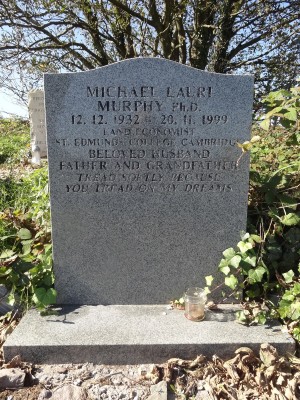 MICHAEL LAURI
MURPHY Ph.D.
12. 12. 1932 - 20. 11. 1999
LAND ECONOMIST
ST. EDMUNDS COLLEGE CAMBRIDGE
BELOVED HUSBAND
FATHER AND GRANDFATHER
TREAD SOFTLY BECAUSE
YOU TREAD ON MY DREAMS